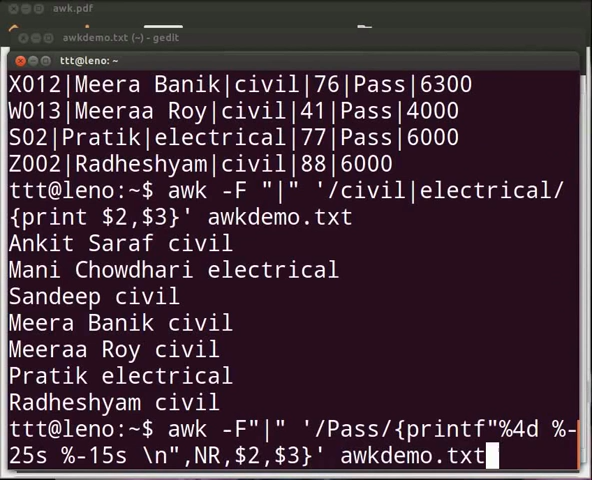 awk.pdf
awkdemo.txt (~) - gedit
ttt@leno: ~
X012|Meera Banik|civil|76|Pass|6300
W013|Meeraa Roy|civil|41|Pass|4000
S02|Pratik|electrical|77|Pass|6000
Z002|Radheshyam|civil|88|6000
ttt@leno:~$ awk -F "|" '/civil|electrical/
{print $2,$3}' awkdemo.txt
Ankit Saraf civil
Mani Chowdhari electrical
Sandeep civil
Meera Banik civil
Meeraa Roy civil
Pratik electrical
Radheshyam civil
ttt@leno:~$ awk -F"|" '/Pass/{printf"%4d %-
25s %-15s \n",NR,$2,$3}' awkdemo.txt